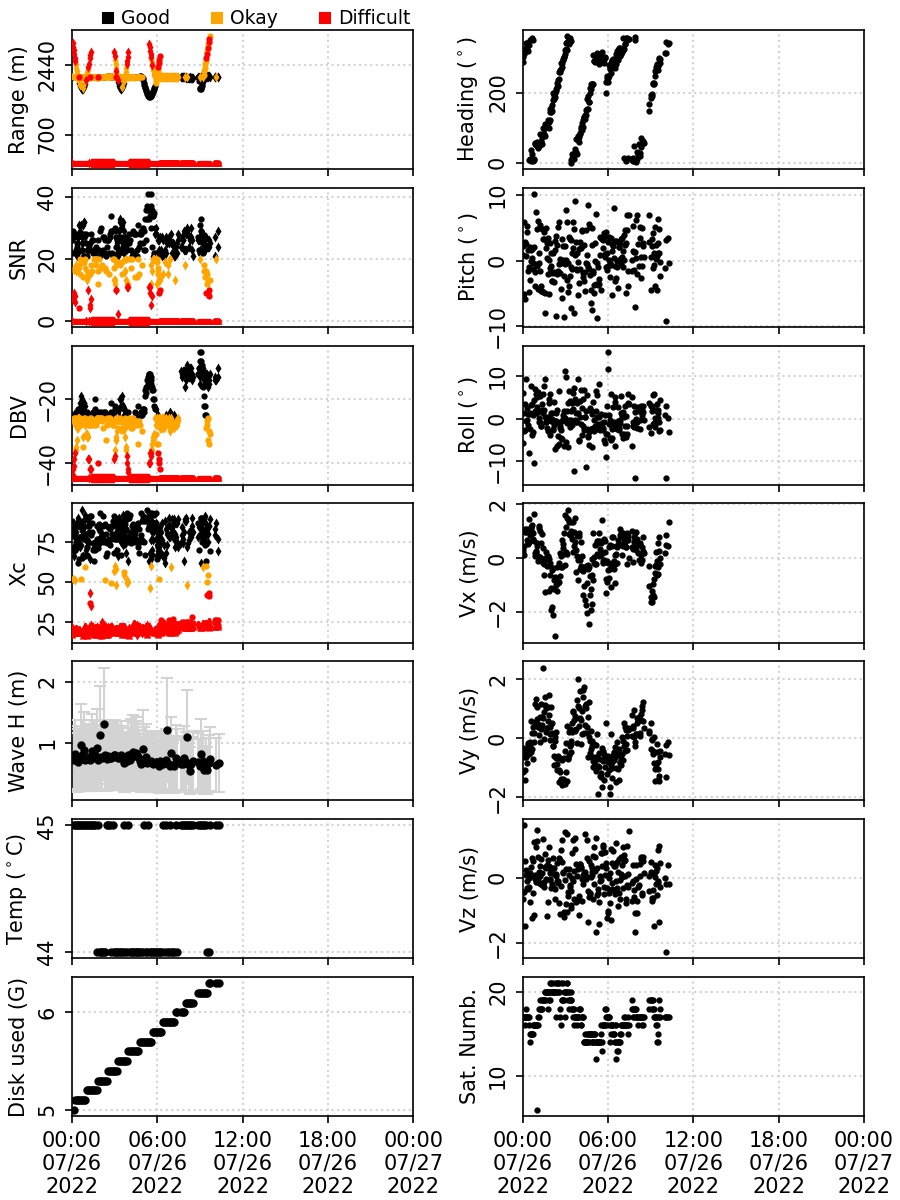 Good Okay Difficult
Range (m)
2440
700
Heading (°)
200
0
SNR
40
20
0
Pitch (°)
10
0
−10
DBV
−20
−40
Roll (°)
10
0
−10
Xc
75
50
25
Vx (m/s)
2
0
−2
Wave H (m)
2
1
Vy (m/s)
2
0
−2
Temp (°C)
45
44
Vz (m/s)
0
−2
Disk used (G)
6
5
Sat. Numb.
20
10
00:00 06:00 12:00 18:00 00:00
07/26 07/26 07/26 07/26 07/27
2022 2022 2022 2022 2022
00:00 06:00 12:00 18:00 00:00
07/26 07/26 07/26 07/26 07/27
2022 2022 2022 2022 2022